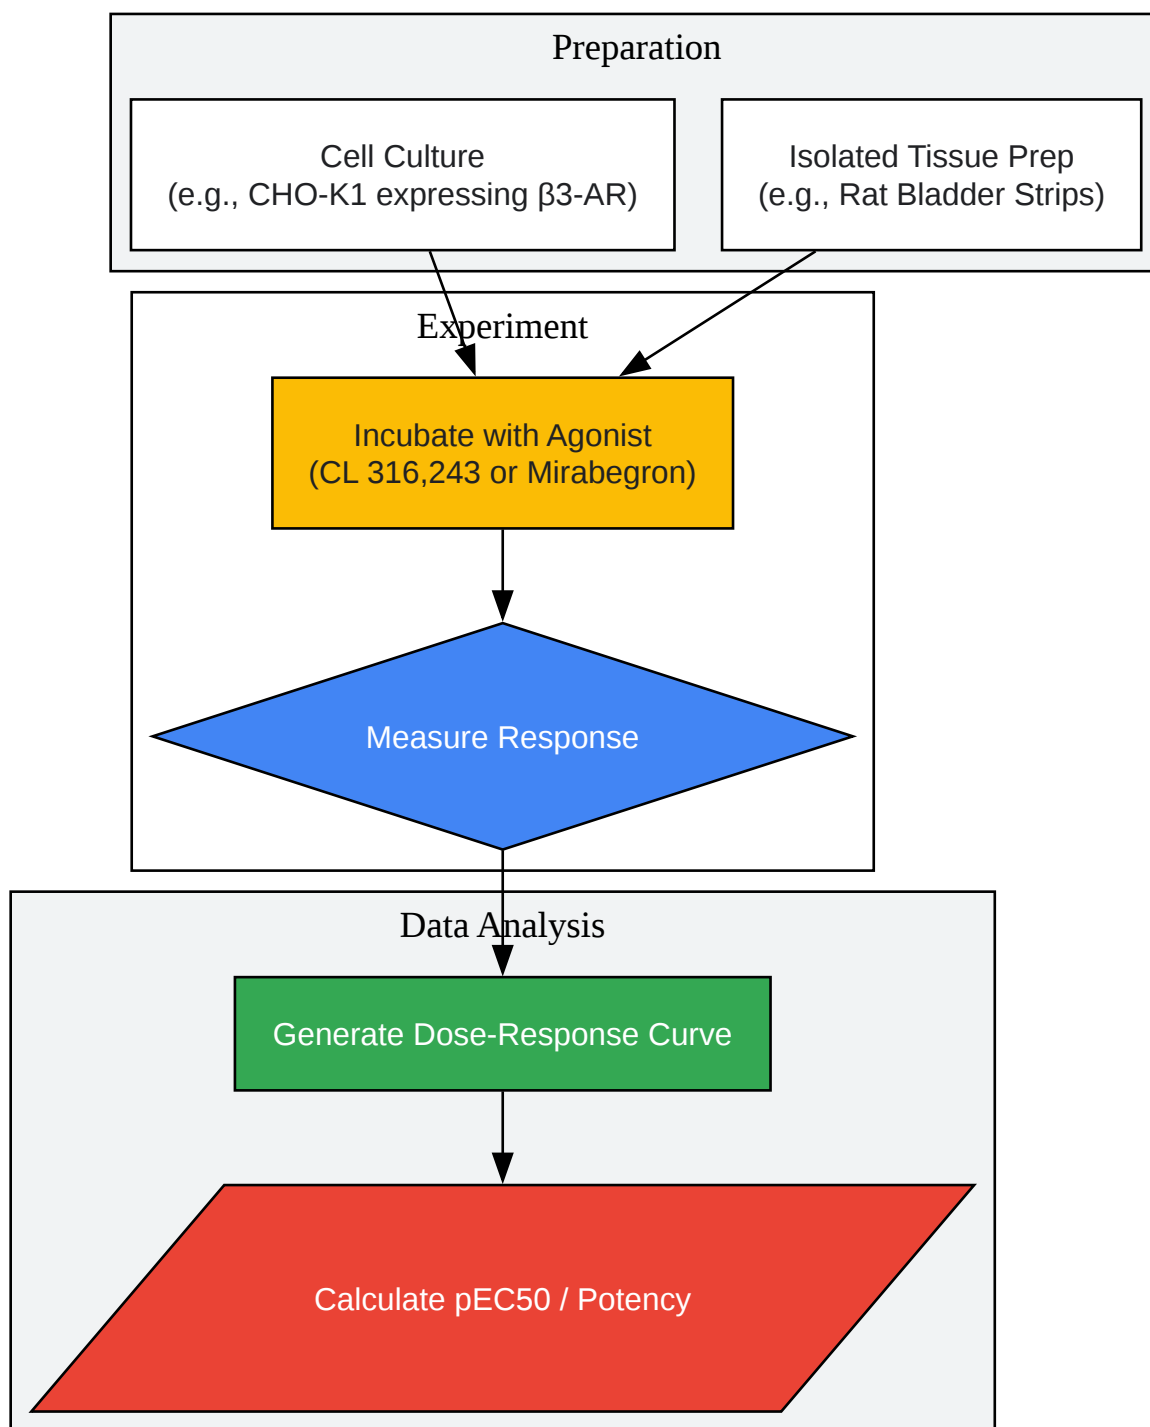 Preparation
Cell Culture
(e.g., CHO-K1 expressing β3-AR)
Isolated Tissue Prep
(e.g., Rat Bladder Strips)
Experiment
Incubate with Agonist
(CL 316,243 or Mirabegron)
Measure Response
Data Analysis
Generate Dose-Response Curve
Calculate pEC50 / Potency